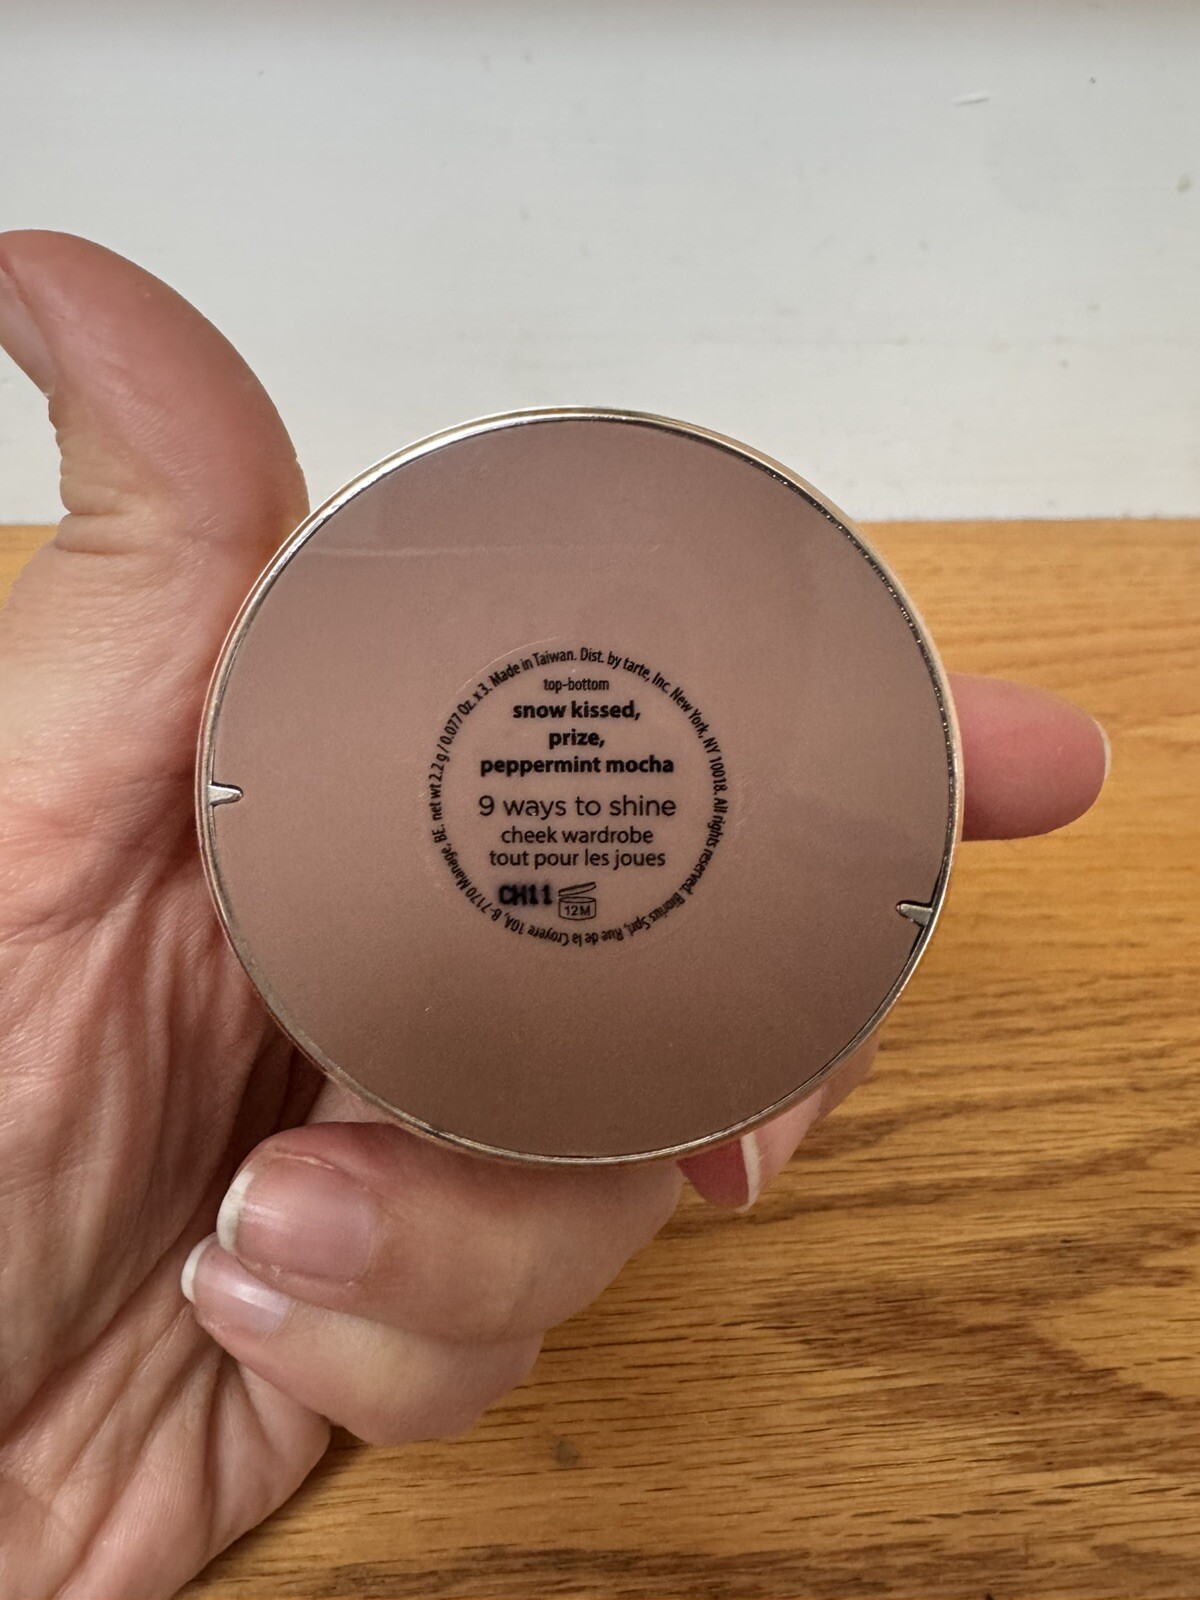 net wt 2.2 g / 0.077 Oz. x 3. Made in Taiwan. Dist. by tarte, Inc. New York, NY 10018. All rights reserved. Biorius Sprl, Rue de la Croyere 10A, B-7170 Manage, BE.
top-bottom
snow kissed,
prize,
peppermint mocha
9 ways to shine
cheek wardrobe
tout pour les joues
CH11
12M